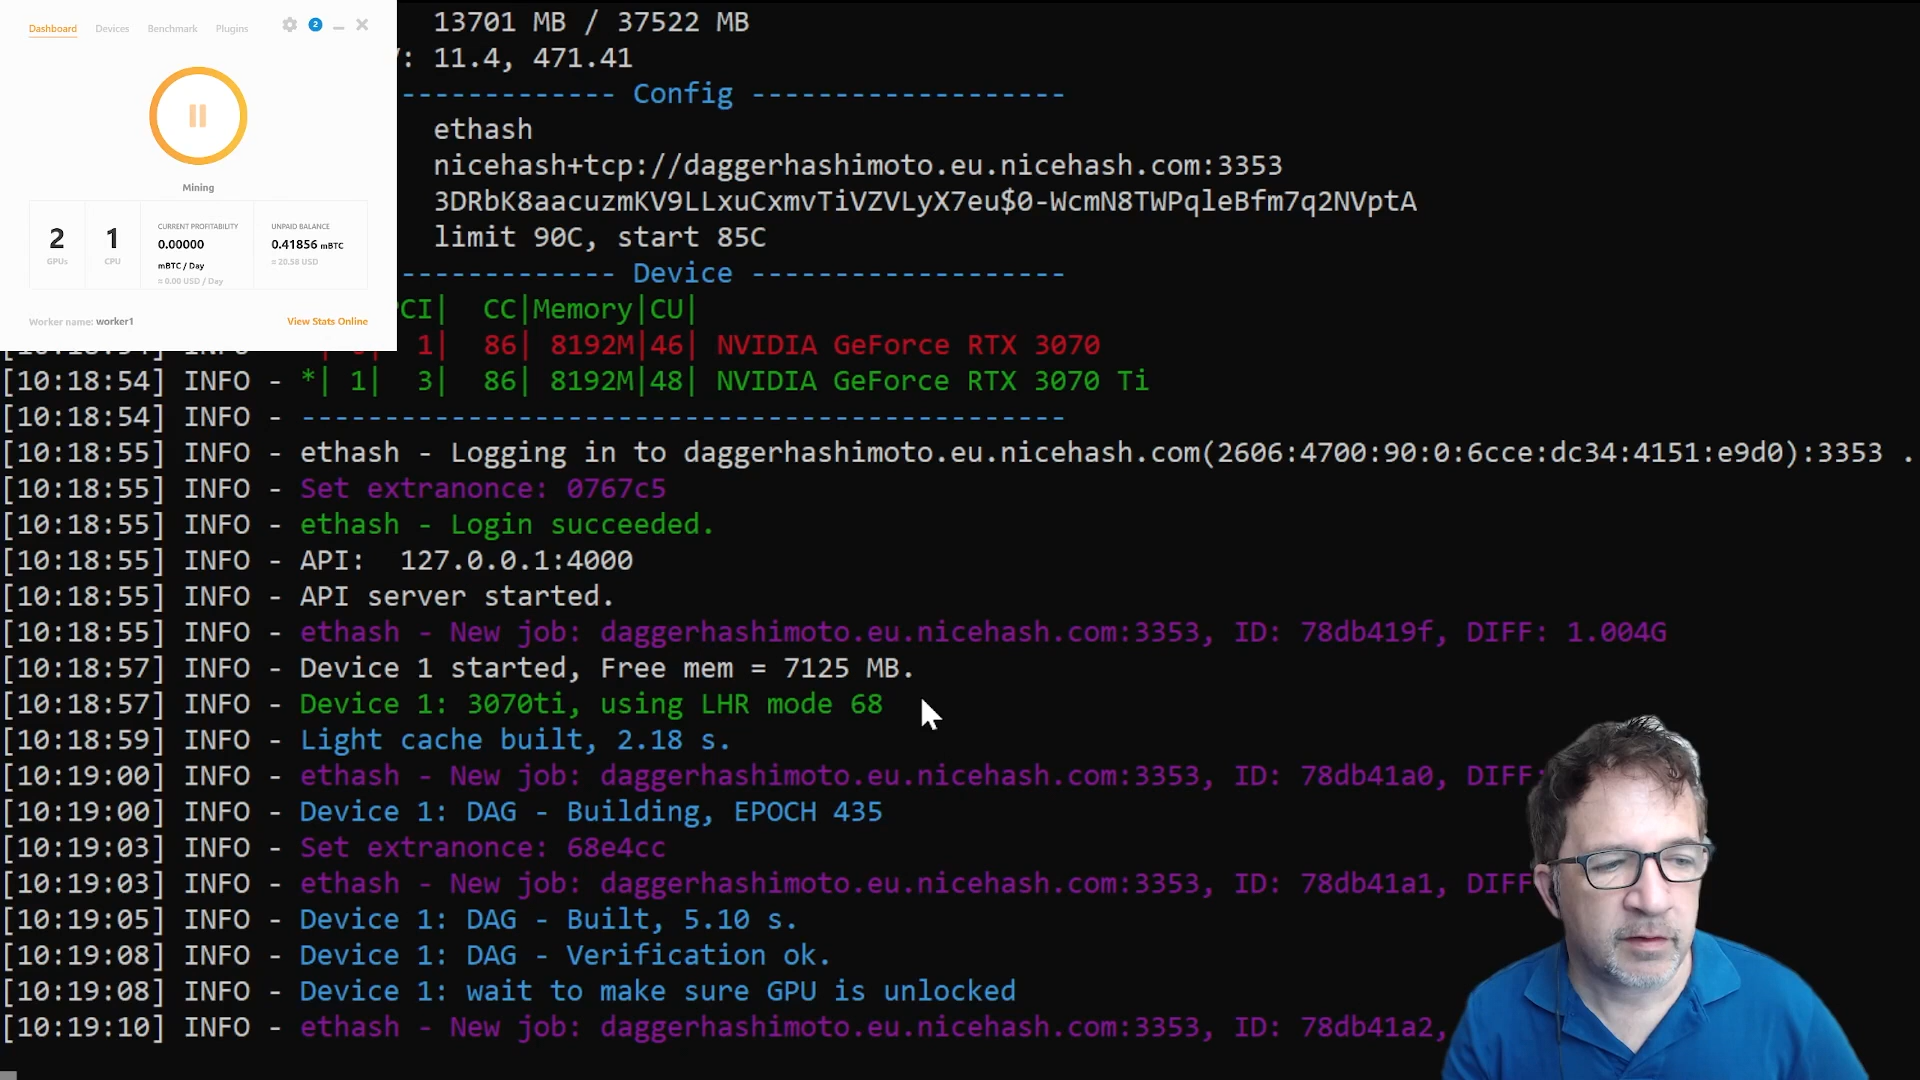 Dashboard Devices Benchmark Plugins 2
Mining
2 GPUs
1 CPU
CURRENT PROFITABILITY
0.00000
mBTC / Day
≈ 0.00 USD / Day
UNPAID BALANCE
0.41856 mBTC
≈ 20.58 USD
Worker name: worker1 View Stats Online
13701 MB / 37522 MB
: 11.4, 471.41
------------- Config -------------------
ethash
nicehash+tcp://daggerhashimoto.eu.nicehash.com:3353
3DRbK8aacuzmKV9LLxuCxmvTiVZVLyX7eu$0-WcmN8TWPqleBfm7q2NVptA
limit 90C, start 85C
------------- Device -------------------
CI| CC|Memory|CU|
1| 86| 8192M|46| NVIDIA GeForce RTX 3070
[10:18:54] INFO - *| 1| 3| 86| 8192M|48| NVIDIA GeForce RTX 3070 Ti
[10:18:54] INFO - ----------------------------------------------
[10:18:55] INFO - ethash - Logging in to daggerhashimoto.eu.nicehash.com(2606:4700:90:0:6cce:dc34:4151:e9d0):3353 .
[10:18:55] INFO - Set extranonce: 0767c5
[10:18:55] INFO - ethash - Login succeeded.
[10:18:55] INFO - API: 127.0.0.1:4000
[10:18:55] INFO - API server started.
[10:18:55] INFO - ethash - New job: daggerhashimoto.eu.nicehash.com:3353, ID: 78db419f, DIFF: 1.004G
[10:18:57] INFO - Device 1 started, Free mem = 7125 MB.
[10:18:57] INFO - Device 1: 3070ti, using LHR mode 68
[10:18:59] INFO - Light cache built, 2.18 s.
[10:19:00] INFO - ethash - New job: daggerhashimoto.eu.nicehash.com:3353, ID: 78db41a0, DIFF:
[10:19:00] INFO - Device 1: DAG - Building, EPOCH 435
[10:19:03] INFO - Set extranonce: 68e4cc
[10:19:03] INFO - ethash - New job: daggerhashimoto.eu.nicehash.com:3353, ID: 78db41a1, DIFF
[10:19:05] INFO - Device 1: DAG - Built, 5.10 s.
[10:19:08] INFO - Device 1: DAG - Verification ok.
[10:19:08] INFO - Device 1: wait to make sure GPU is unlocked
[10:19:10] INFO - ethash - New job: daggerhashimoto.eu.nicehash.com:3353, ID: 78db41a2,